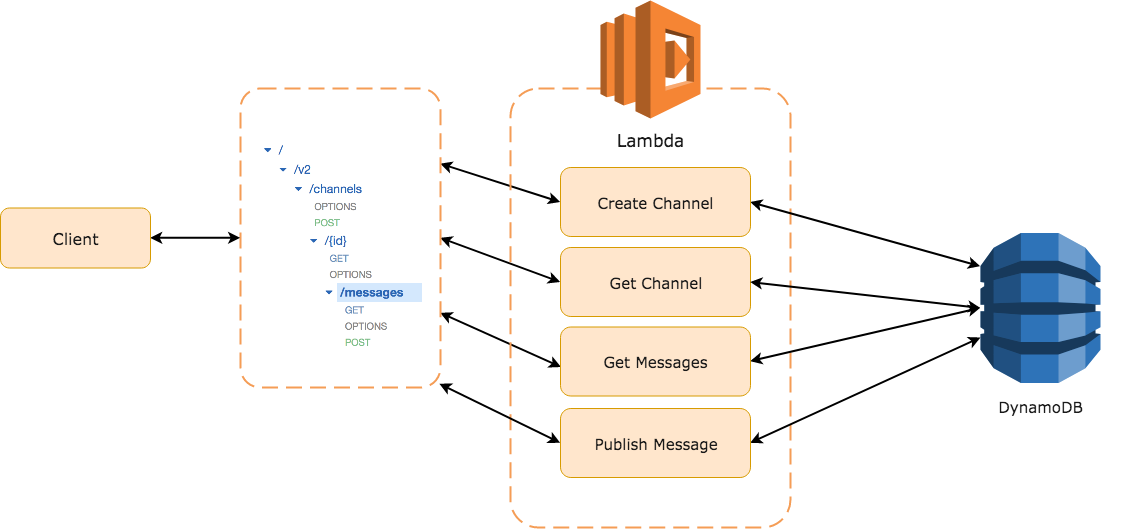 Client
/
/v2
/channels
OPTIONS
POST
/{id}
GET
OPTIONS
/messages
GET
OPTIONS
POST
Lambda
Create Channel
Get Channel
Get Messages
Publish Message
DynamoDB